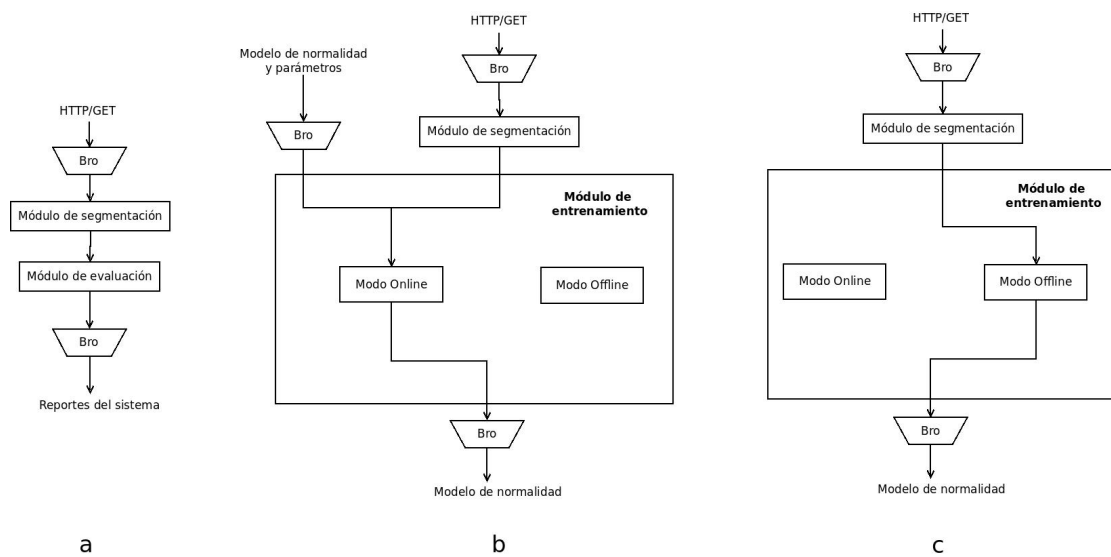 HTTP/GET
Bro
Módulo de segmentación
Módulo de evaluación
Bro
Reportes del sistema
a
Modelo de normalidad
y parámetros
Bro
HTTP/GET
Bro
Módulo de segmentación
Módulo de
entrenamiento
Modo Online
Modo Offline
Bro
Modelo de normalidad
b
HTTP/GET
Bro
Módulo de segmentación
Módulo de
entrenamiento
Modo Online
Modo Offline
Bro
Modelo de normalidad
c